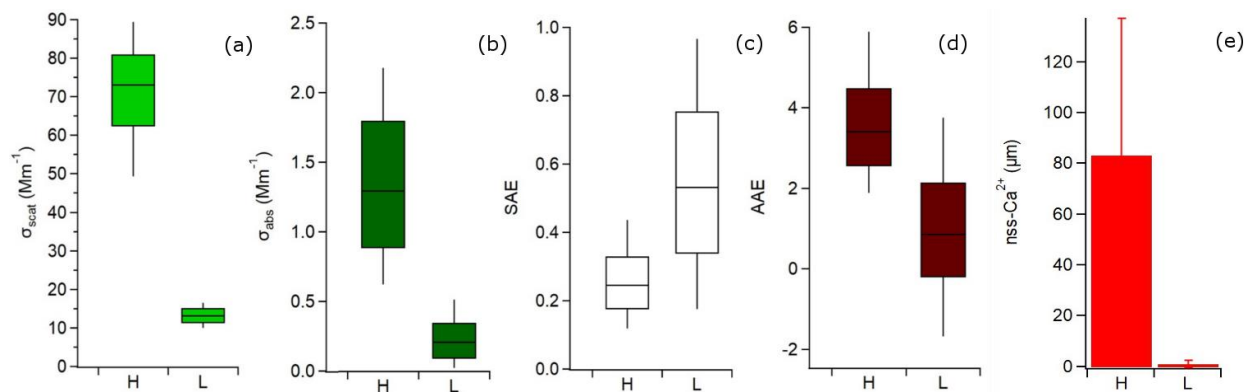 (a)
σscat (Mm⁻¹)
90
80
70
60
50
40
30
20
10
0
H L
(b)
σabs (Mm⁻¹)
2.5
2.0
1.5
1.0
0.5
0.0
H L
(c)
SAE
1.0
0.8
0.6
0.4
0.2
0.0
H L
(d)
AAE
6
4
2
0
-2
H L
(e)
nss-Ca²⁺ (μm)
120
100
80
60
40
20
0
H L